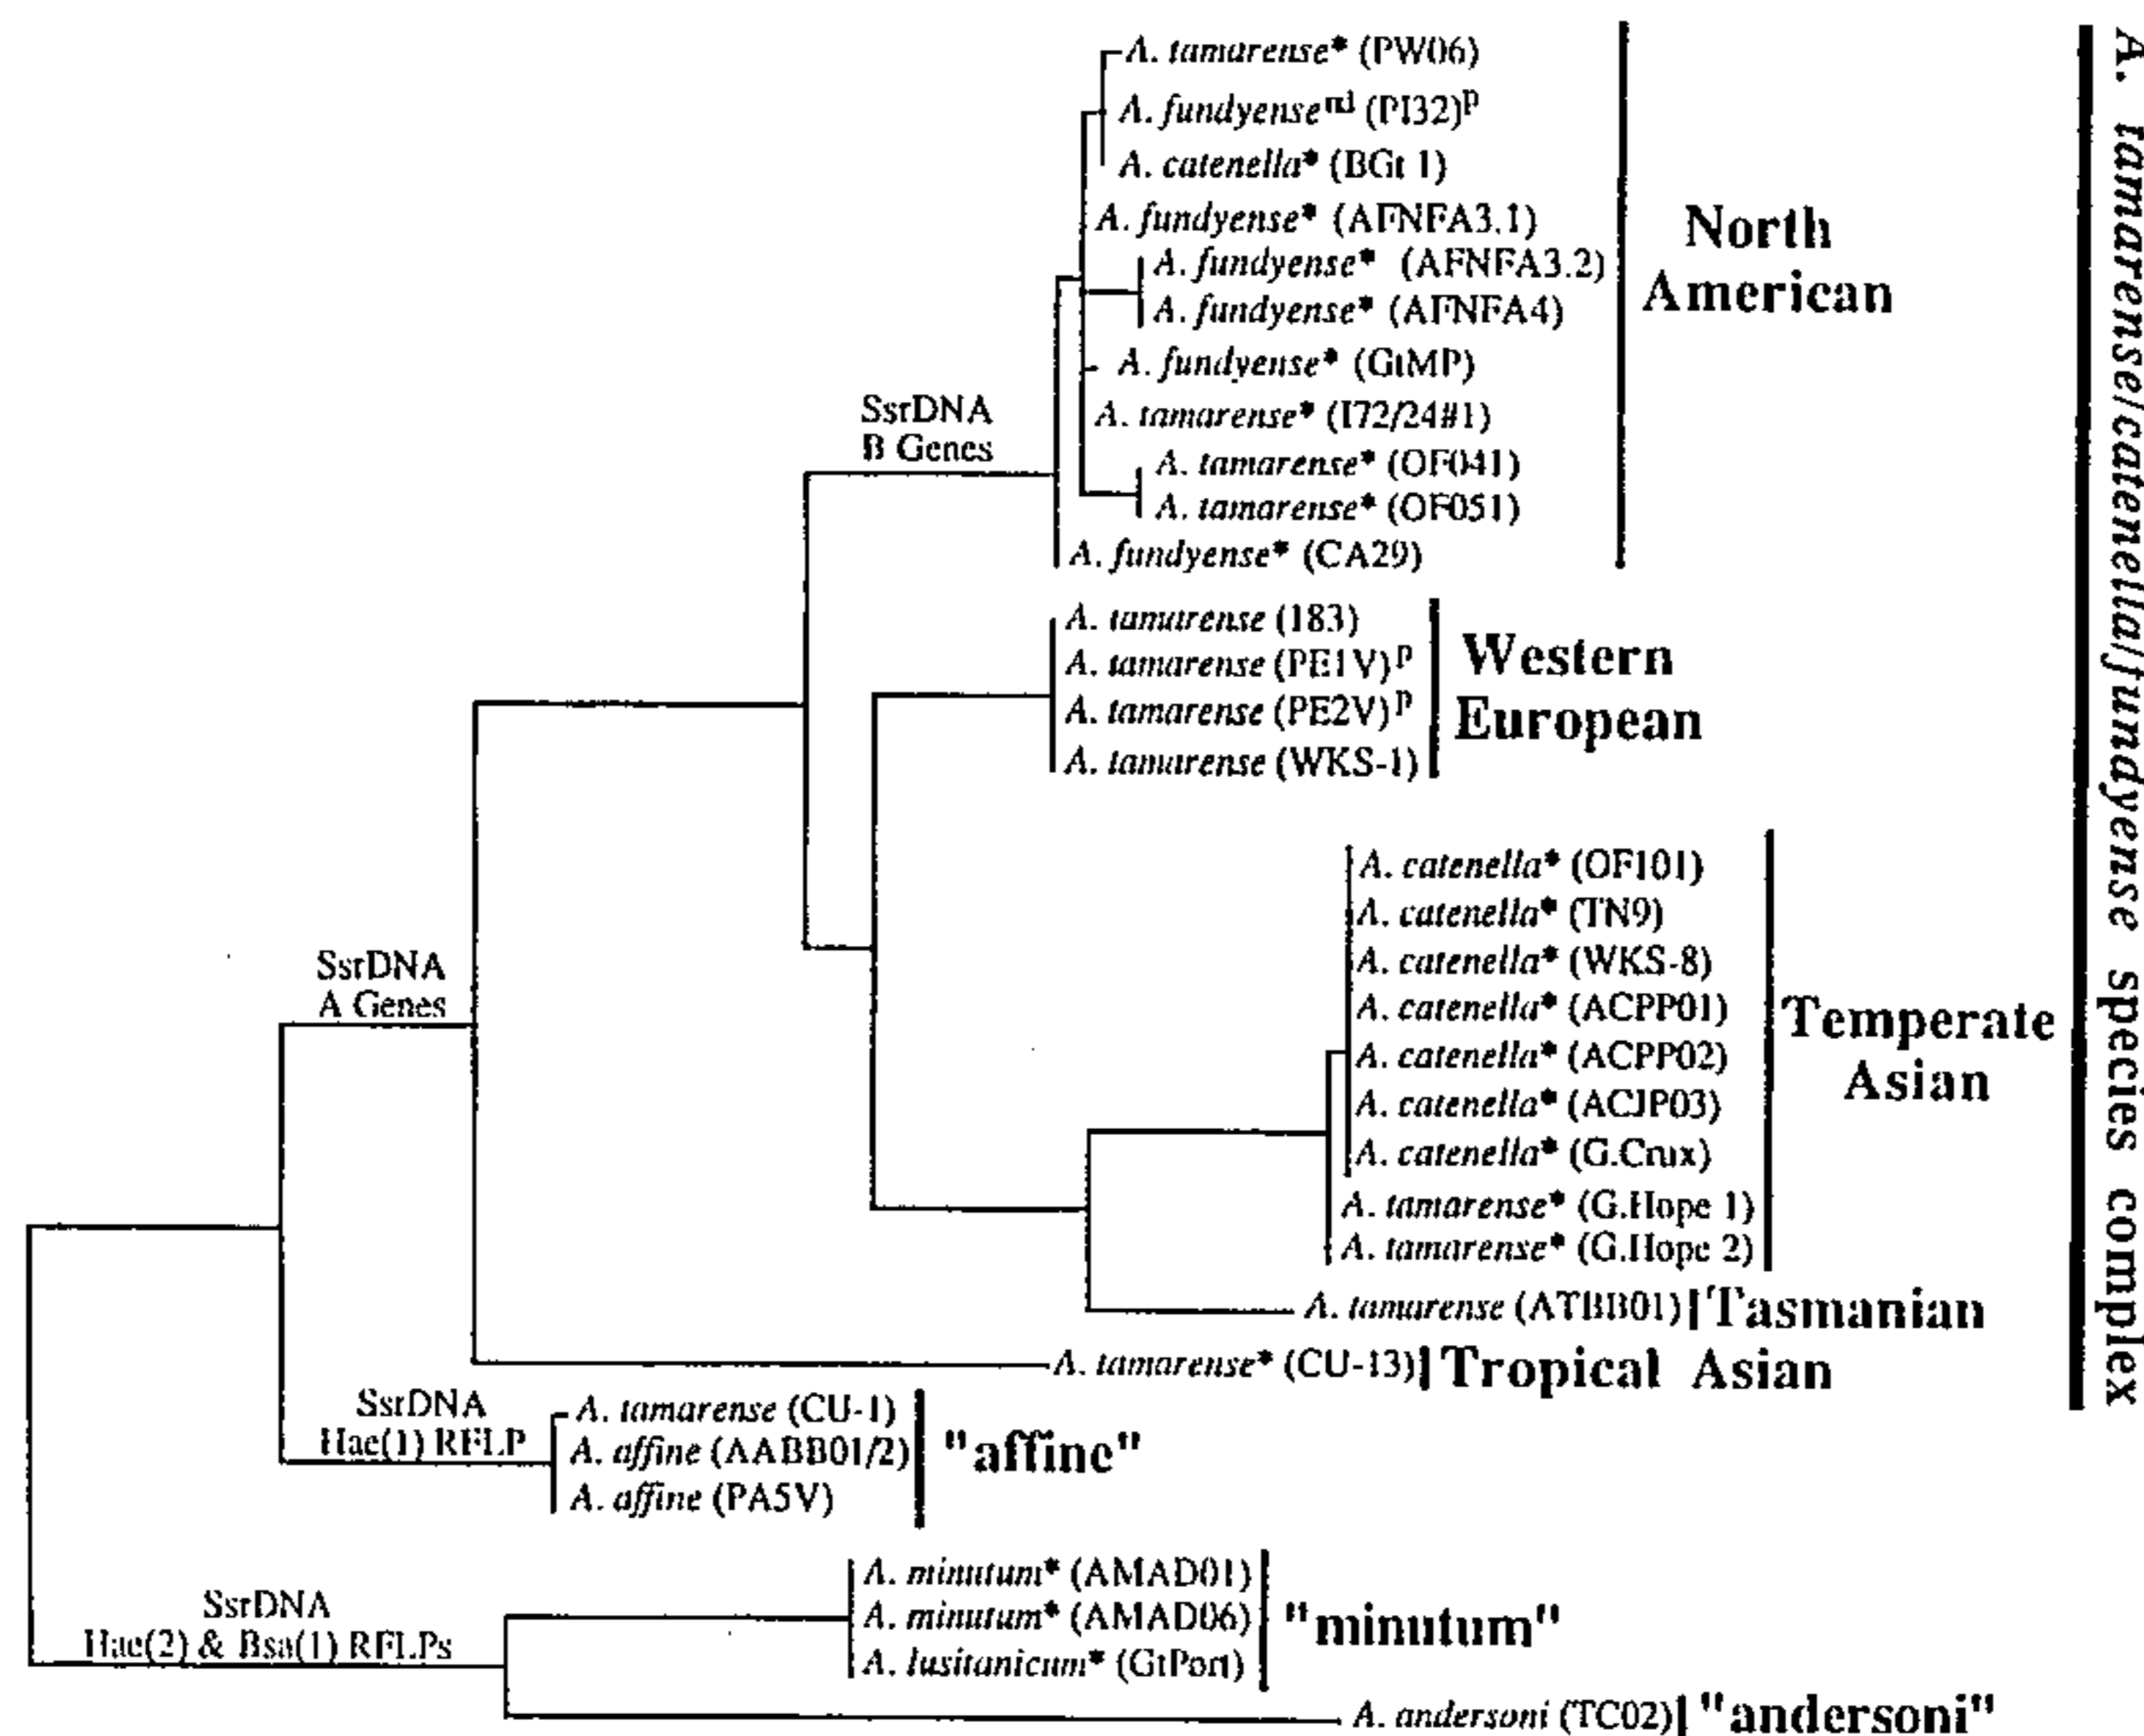 A. tamarense* (PW06)
A. fundyense nd (PI32)p
A. catenella* (BGt 1)
A. fundyense* (AFNFA3.1)
A. fundyense* (AFNFA3.2)
A. fundyense* (AFNFA4)
A. fundyense* (GtMP)
A. tamarense* (I72/24#1)
A. tamarense* (OF041)
A. tamarense* (OF051)
A. fundyense* (CA29)
North
American
SsrDNA
B Genes
A. tamarense (183)
A. tamarense (PE1V)p
A. tamarense (PE2V)p
A. tamarense (WKS-1)
Western
European
A. catenella* (OF101)
A. catenella* (TN9)
A. catenella* (WKS-8)
A. catenella* (ACPP01)
A. catenella* (ACPP02)
A. catenella* (ACJP03)
A. catenella* (G.Crux)
A. tamarense* (G.Hope 1)
A. tamarense* (G.Hope 2)
Temperate
Asian
SsrDNA
A Genes
A. tamarense (ATBB01) Tasmanian
A. tamarense* (CU-13) Tropical Asian
A. tamarense/catenella/fundyense species complex
SsrDNA
Hae(1) RFLP
A. tamarense (CU-1)
A. affine (AABB01/2)
A. affine (PA5V)
"affine"
SsrDNA
Hae(2) & Bsa(1) RFLPs
A. minutum* (AMAD01)
A. minutum* (AMAD06)
A. lusitanicum* (GtPort)
"minutum"
A. andersoni (TC02) "andersoni"